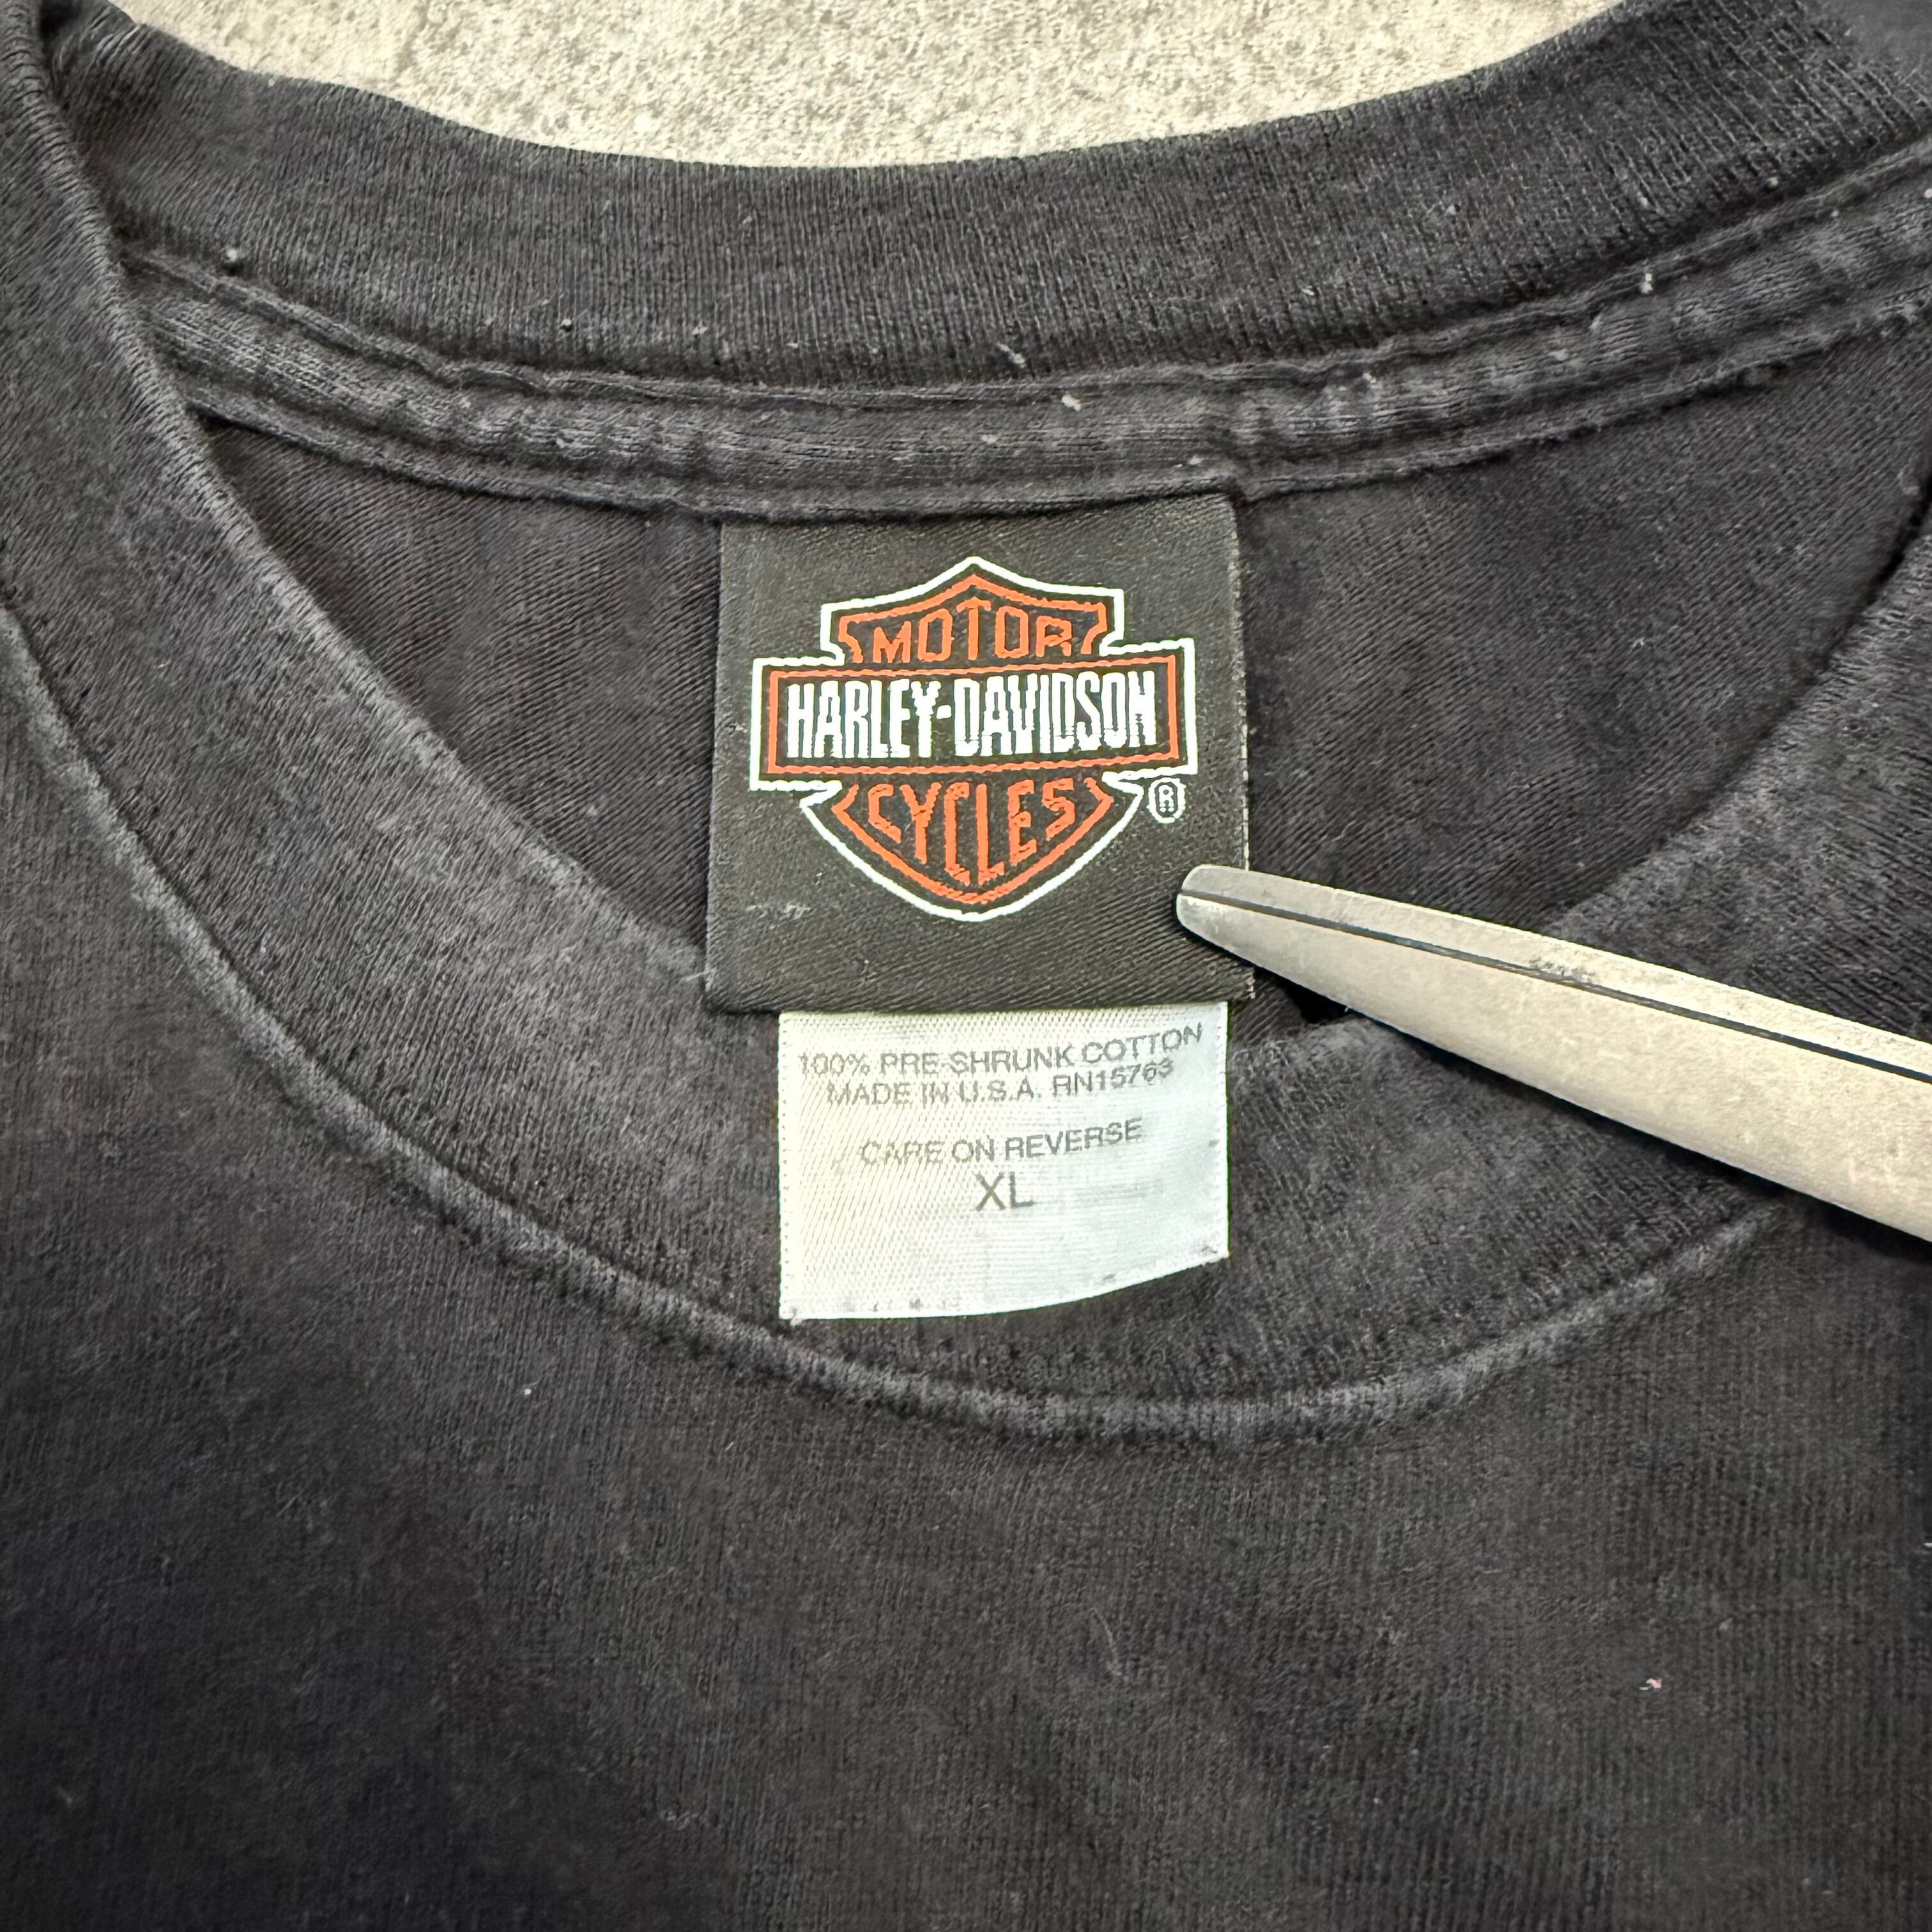 MOTOR
HARLEY-DAVIDSON
CYCLES
®
100% PRE-SHRUNK COTTON
MADE IN U.S.A. RN15763
CARE ON REVERSE
XL